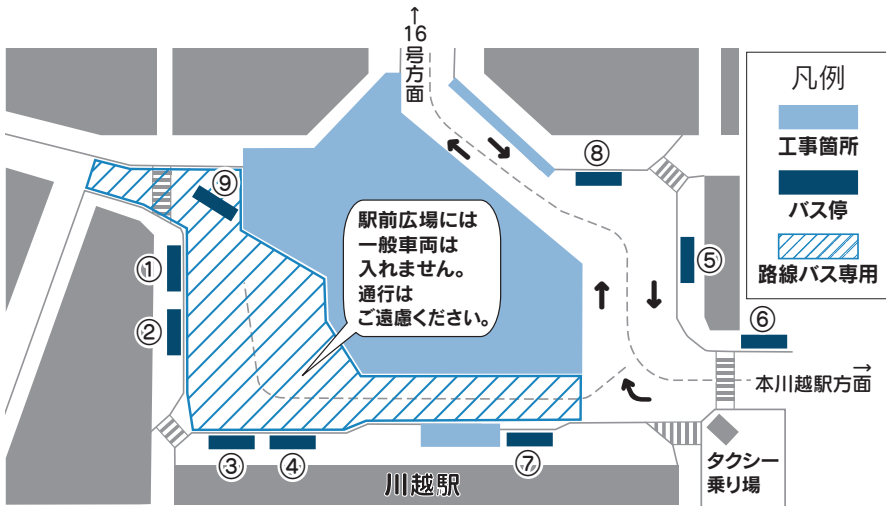 ↑
16
号
方
面
凡例
工事箇所
バス停
路線バス専用
⑧
⑨
駅前広場には
一般車両は
入れません。
通行は
ご遠慮ください。
①
⑤
②
⑥
→
本川越駅方面
③
④
⑦
川越駅
タクシー
乗り場